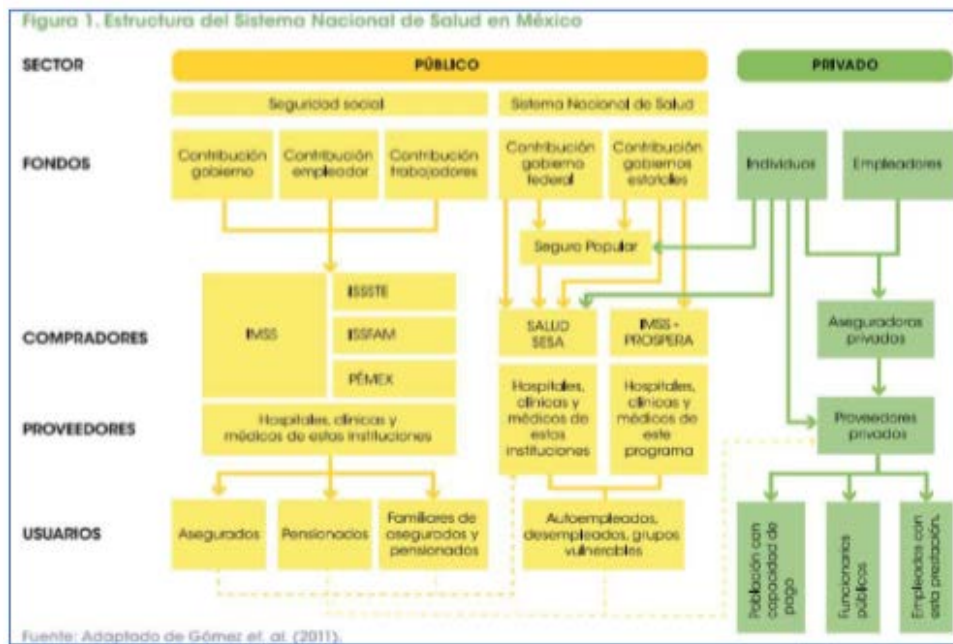 Figura 1. Estructura del Sistema Nacional de Salud en México
SECTOR
PÚBLICO
PRIVADO
Seguridad social
Sistema Nacional de Salud
FONDOS
Contribución
gobierno
Contribución
empleador
Contribución
trabajadores
Contribución
gobierno
federal
Contribución
gobiernos
estatales
Individuos
Empleadores
Seguro Popular
COMPRADORES
IMSS
ISSSTE
ISSFAM
PÉMEX
SALUD
SESA
IMSS -
PROSPERA
Aseguradoras
privadas
PROVEEDORES
Hospitales, clínicas y
médicos de estas instituciones
Hospitales,
clínicas y
médicos de
estas
instituciones
Hospitales,
clínicas y
médicos de
este
programa
Proveedores
privados
USUARIOS
Asegurados
Pensionados
Familiares de
asegurados y
pensionados
Autoempleados,
desempleados, grupos
vulnerables
Población con
capacidad de
pago
Funcionarios
públicos
Empleados con
esta prestación,
Fuente: Adaptado de Gómez et. al. (2011).